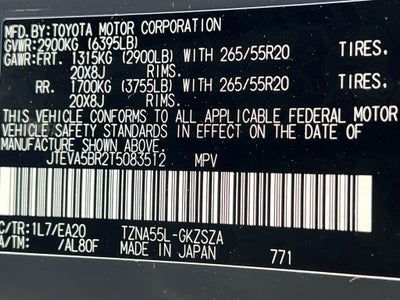 MFD.BY:TOYOTA MOTOR CORPORATION
GVWR:2900KG (6395LB)
GAWR:FRT. 1315KG (2900LB) WITH 265/55R20 TIRES.
20X8J RIMS.
RR. 1700KG (3755LB) WITH 265/55R20 TIRES.
20X8J RIMS.
THIS VEHICLE CONFORMS TO ALL APPLICABLE FEDERAL MOTOR
VEHICLE SAFETY STANDARDS IN EFFECT ON THE DATE OF
MANUFACTURE SHOWN ABOVE.
JTEVA5BR2T50835T2 MPV
C/TR:1L7/EA20 TZNA55L-GKZSZA
A/TM: /AL80F MADE IN JAPAN 771